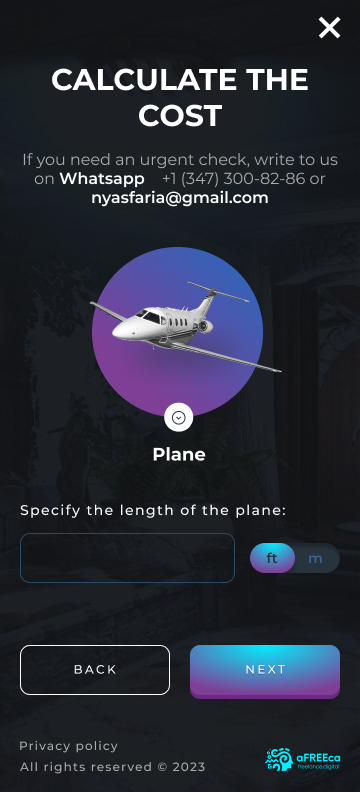 CALCULATE THE
COST
If you need an urgent check, write to us
on Whatsapp +1 (347) 300-82-86 or
nyasfaria@gmail.com
Plane
Specify the length of the plane:
ft m
BACK NEXT
Privacy policy
All rights reserved © 2023
aFREEca
freelance.digital